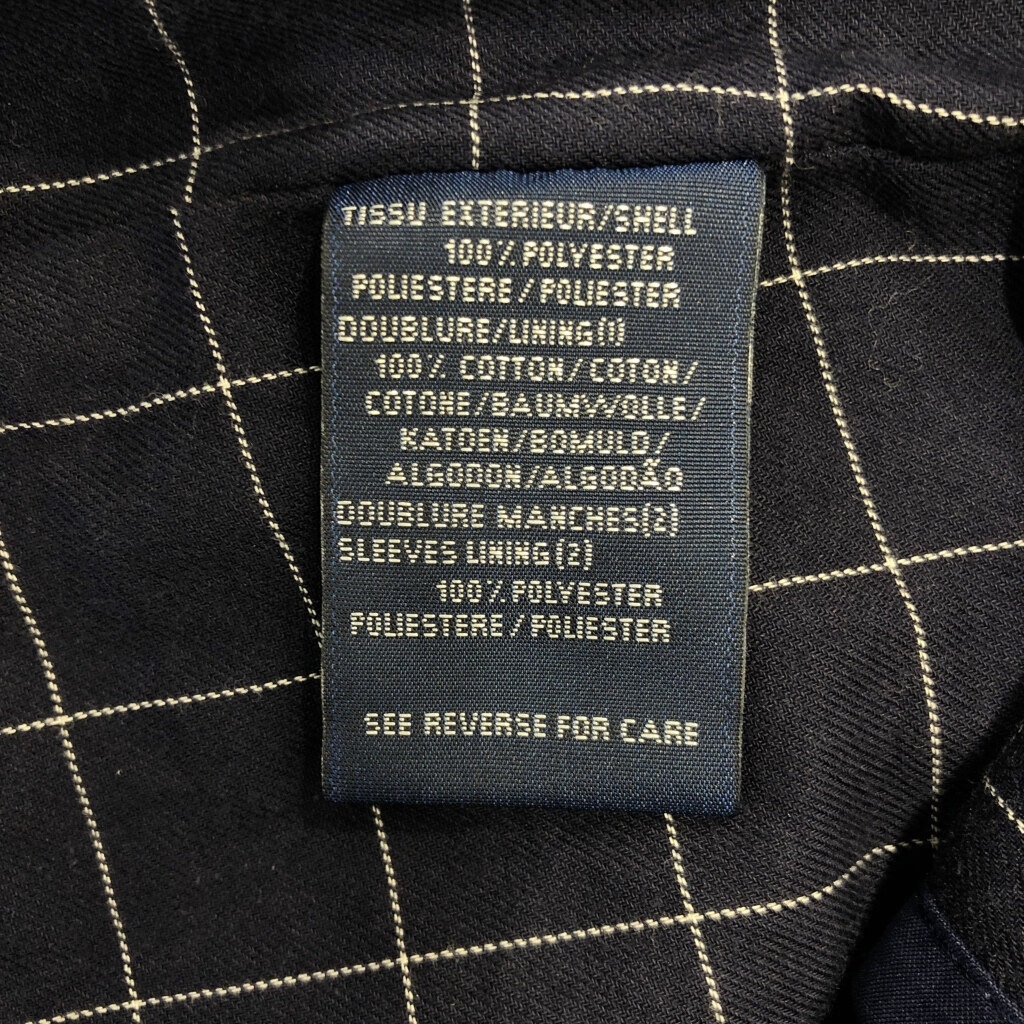 TISSU EXTERIEUR/SHELL
100% POLYESTER
POLIESTERE/POLIESTER
DOUBLURE/LINING(1)
100% COTTON/COTON/
COTONE/BAUMWOLLE/
KATOEN/BOMULD/
ALGODON/ALGODÃO
DOUBLURE MANCHES(2)
SLEEVES LINING(2)
100% POLYESTER
POLIESTERE/POLIESTER
SEE REVERSE FOR CARE